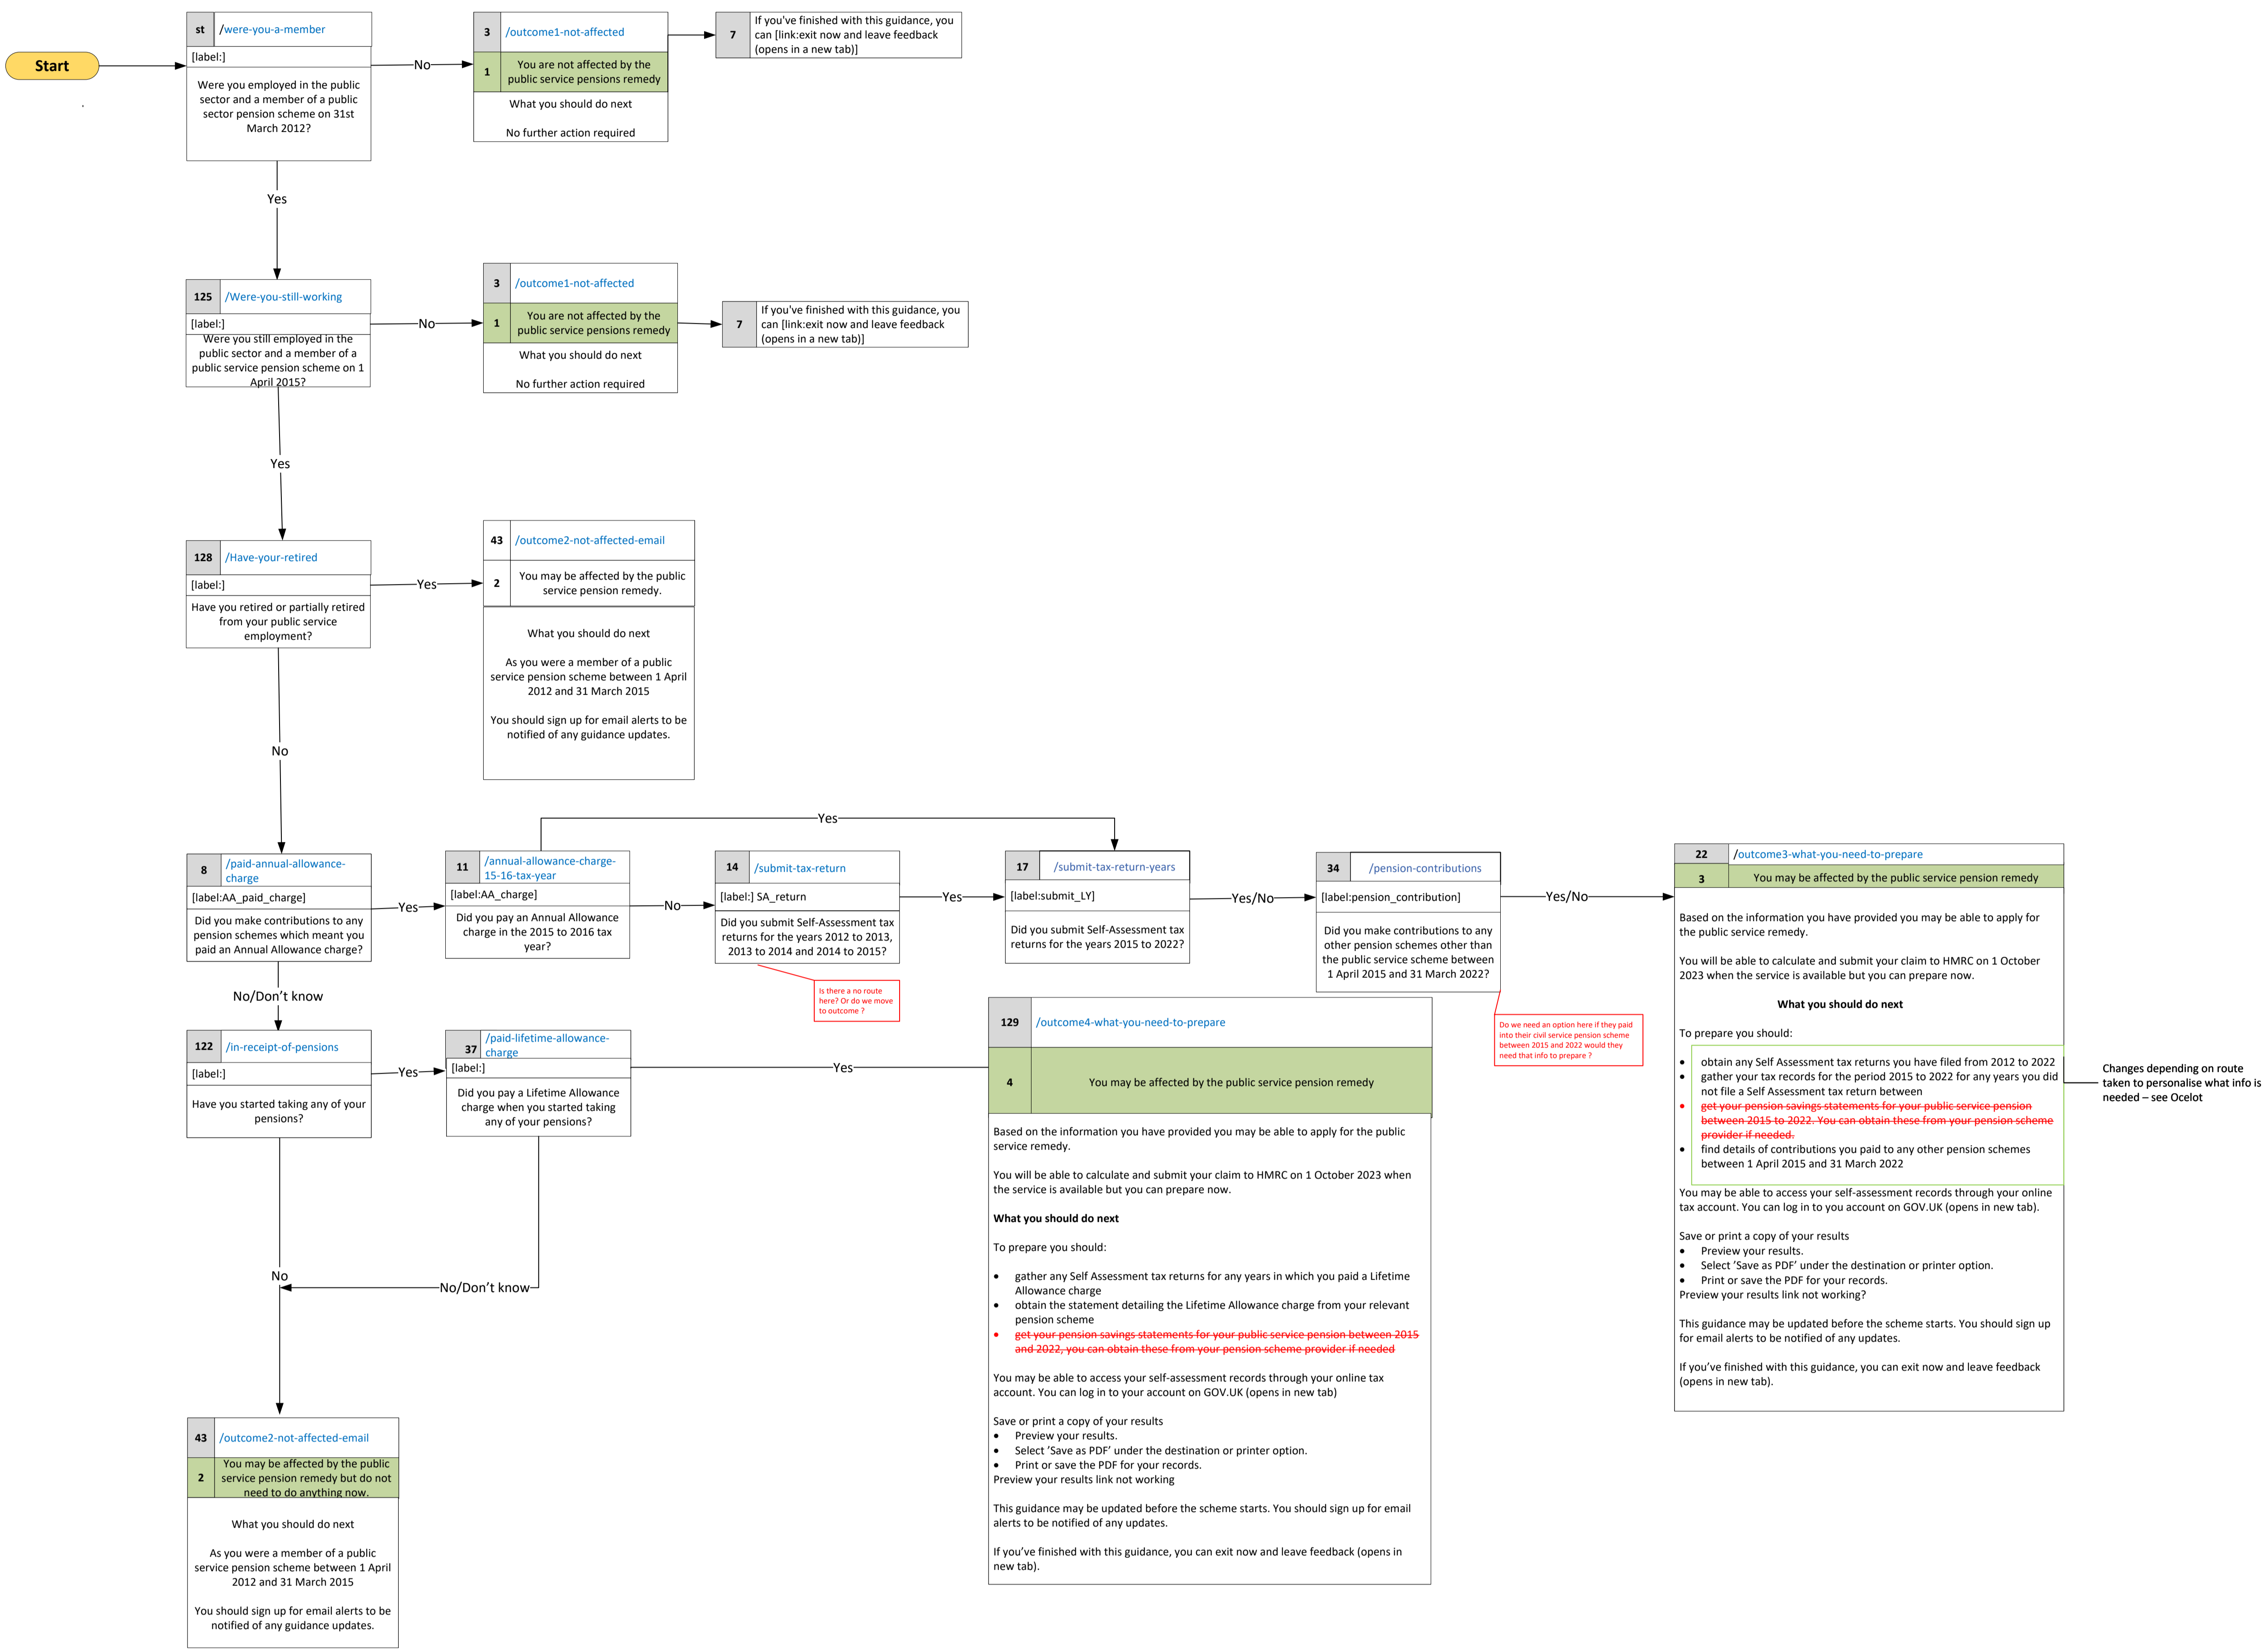 Start
st
/were-you-a-member
[label:]
Were you employed in the public
sector and a member of a public
sector pension scheme on 31st
March 2012?
No
3
/outcome1-not-affected
1
You are not affected by the
public service pensions remedy
What you should do next
No further action required
7
If you've finished with this guidance, you
can [link:exit now and leave feedback
(opens in a new tab)]
Yes
125
/Were-you-still-working
[label:]
Were you still employed in the
public sector and a member of a
public service pension scheme on 1
April 2015?
No
3
/outcome1-not-affected
1
You are not affected by the
public service pensions remedy
What you should do next
No further action required
7
If you've finished with this guidance, you
can [link:exit now and leave feedback
(opens in a new tab)]
Yes
128
/Have-your-retired
[label:]
Have you retired or partially retired
from your public service
employment?
Yes
43
/outcome2-not-affected-email
2
You may be affected by the public
service pension remedy.
What you should do next
As you were a member of a public
service pension scheme between 1 April
2012 and 31 March 2015
You should sign up for email alerts to be
notified of any guidance updates.
No
8
/paid-annual-allowance-
charge
[label:AA_paid_charge]
Did you make contributions to any
pension schemes which meant you
paid an Annual Allowance charge?
Yes
11
/annual-allowance-charge-
15-16-tax-year
[label:AA_charge]
Did you pay an Annual Allowance
charge in the 2015 to 2016 tax
year?
Yes
No
14
/submit-tax-return
[label:] SA_return
Did you submit Self-Assessment tax
returns for the years 2012 to 2013,
2013 to 2014 and 2014 to 2015?
Is there a no route
here? Or do we move
to outcome ?
Yes
17
/submit-tax-return-years
[label:submit_LY]
Did you submit Self-Assessment tax
returns for the years 2015 to 2022?
Yes/No
34
/pension-contributions
[label:pension_contribution]
Did you make contributions to any
other pension schemes other than
the public service scheme between
1 April 2015 and 31 March 2022?
Do we need an option here if they paid
into their civil service pension scheme
between 2015 and 2022 would they
need that info to prepare ?
Yes/No
22
/outcome3-what-you-need-to-prepare
3
You may be affected by the public service pension remedy
Based on the information you have provided you may be able to apply for
the public service remedy.
You will be able to calculate and submit your claim to HMRC on 1 October
2023 when the service is available but you can prepare now.
What you should do next
To prepare you should:
• obtain any Self Assessment tax returns you have filed from 2012 to 2022
• gather your tax records for the period 2015 to 2022 for any years you did
not file a Self Assessment tax return between
• get your pension savings statements for your public service pension
between 2015 to 2022. You can obtain these from your pension scheme
provider if needed.
• find details of contributions you paid to any other pension schemes
between 1 April 2015 and 31 March 2022
You may be able to access your self-assessment records through your online
tax account. You can log in to you account on GOV.UK (opens in new tab).
Save or print a copy of your results
• Preview your results.
• Select ‘Save as PDF’ under the destination or printer option.
• Print or save the PDF for your records.
Preview your results link not working?
This guidance may be updated before the scheme starts. You should sign up
for email alerts to be notified of any updates.
If you’ve finished with this guidance, you can exit now and leave feedback
(opens in new tab).
Changes depending on route
taken to personalise what info is
needed – see Ocelot
No/Don’t know
122
/in-receipt-of-pensions
[label:]
Have you started taking any of your
pensions?
Yes
37
/paid-lifetime-allowance-
charge
[label:]
Did you pay a Lifetime Allowance
charge when you started taking
any of your pensions?
Yes
129
/outcome4-what-you-need-to-prepare
4
You may be affected by the public service pension remedy
Based on the information you have provided you may be able to apply for the public
service remedy.
You will be able to calculate and submit your claim to HMRC on 1 October 2023 when
the service is available but you can prepare now.
What you should do next
To prepare you should:
• gather any Self Assessment tax returns for any years in which you paid a Lifetime
Allowance charge
• obtain the statement detailing the Lifetime Allowance charge from your relevant
pension scheme
• get your pension savings statements for your public service pension between 2015
and 2022, you can obtain these from your pension scheme provider if needed
You may be able to access your self-assessment records through your online tax
account. You can log in to your account on GOV.UK (opens in new tab)
Save or print a copy of your results
• Preview your results.
• Select ‘Save as PDF’ under the destination or printer option.
• Print or save the PDF for your records.
Preview your results link not working
This guidance may be updated before the scheme starts. You should sign up for email
alerts to be notified of any updates.
If you’ve finished with this guidance, you can exit now and leave feedback (opens in
new tab).
No
No/Don’t know
43
/outcome2-not-affected-email
2
You may be affected by the public
service pension remedy but do not
need to do anything now.
What you should do next
As you were a member of a public
service pension scheme between 1 April
2012 and 31 March 2015
You should sign up for email alerts to be
notified of any guidance updates.